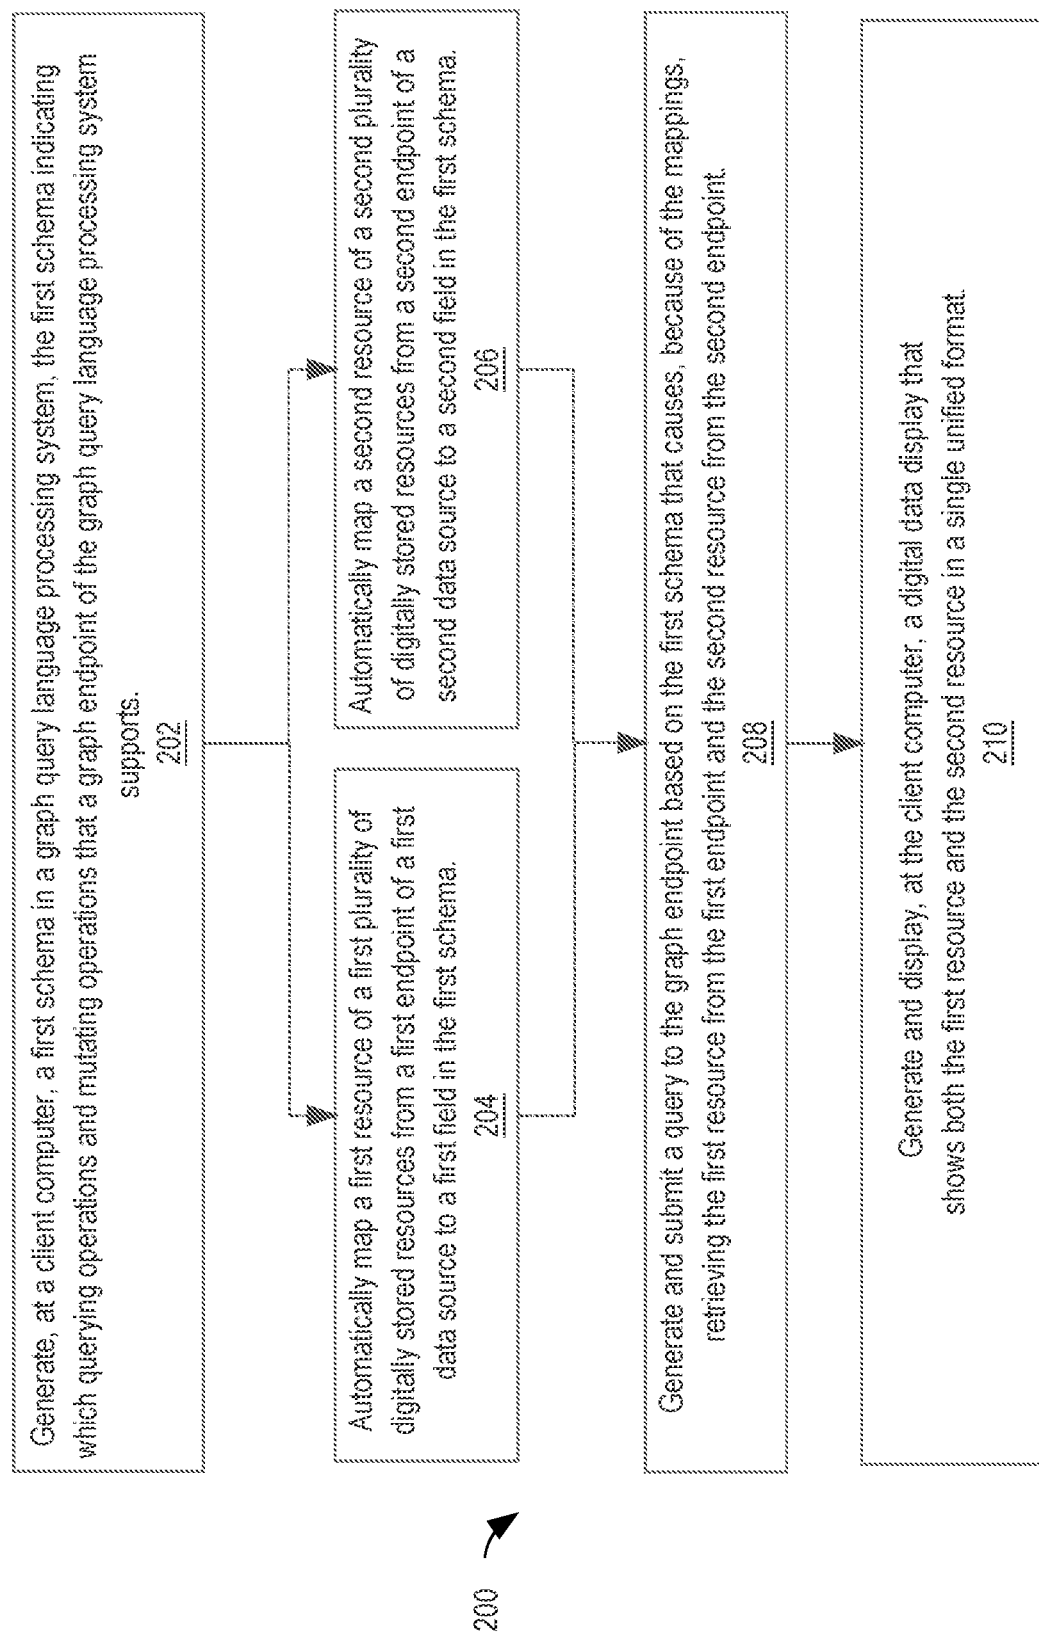 200
Generate, at a client computer, a first schema in a graph query language processing system, the first schema indicating
which querying operations and mutating operations that a graph endpoint of the graph query language processing system
supports.
202
Automatically map a first resource of a first plurality of
digitally stored resources from a first endpoint of a first
data source to a first field in the first schema.
204
Automatically map a second resource of a second plurality
of digitally stored resources from a second endpoint of a
second data source to a second field in the first schema.
206
Generate and submit a query to the graph endpoint based on the first schema that causes, because of the mappings,
retrieving the first resource from the first endpoint and the second resource from the second endpoint.
208
Generate and display, at the client computer, a digital data display that
shows both the first resource and the second resource in a single unified format.
210